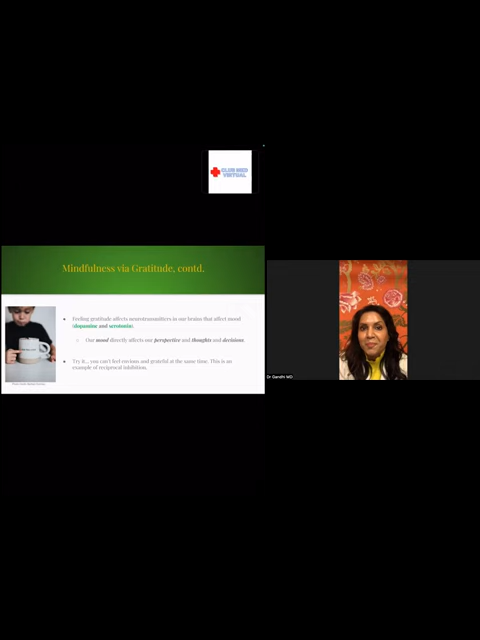 CLUB MED
VIRTUAL
Mindfulness via Gratitude, contd.
Feeling gratitude affects neurotransmitters in our brains that affect mood
(dopamine and serotonin).
Our mood directly affects our perspective and thoughts and decisions.
Try it... you can't feel envious and grateful at the same time. This is an
example of reciprocal inhibition.
Dr Gandhi MD